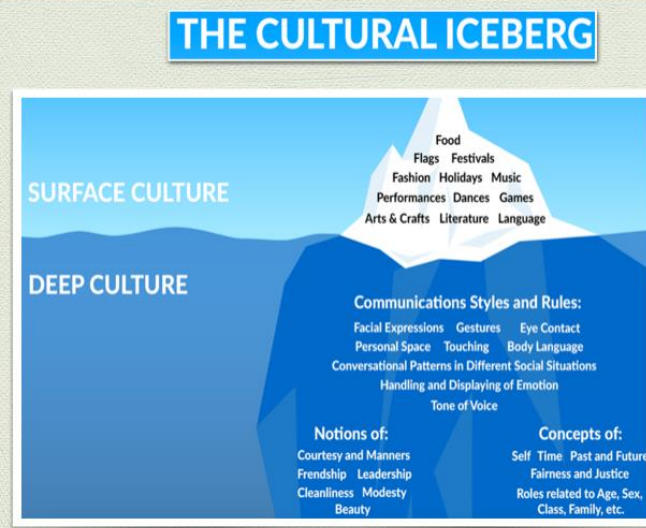 THE CULTURAL ICEBERG
SURFACE CULTURE
Food
Flags Festivals
Fashion Holidays Music
Performances Dances Games
Arts & Crafts Literature Language
DEEP CULTURE
Communications Styles and Rules:
Facial Expressions Gestures Eye Contact
Personal Space Touching Body Language
Conversational Patterns in Different Social Situations
Handling and Displaying of Emotion
Tone of Voice
Notions of:
Courtesy and Manners
Frendship Leadership
Cleanliness Modesty
Beauty
Concepts of:
Self Time Past and Future
Fairness and Justice
Roles related to Age, Sex,
Class, Family, etc.